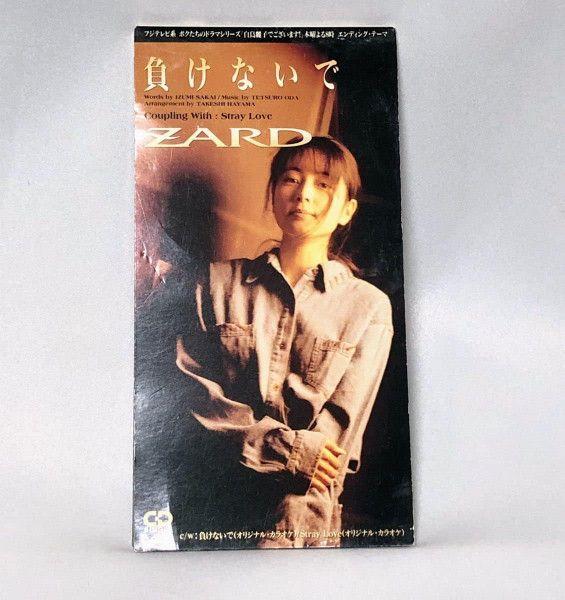 フジテレビ系 ボクたちのドラマシリーズ「白鳥麗子でございます!」木曜よる8時 エンディング・テーマ
負けないで
Words by IZUMI SAKAI / Music by TETSURO ODA
Arrangement by TAKESHI HAYAMA
Coupling With : Stray Love
ZARD
c/w : 負けないで(オリジナル・カラオケ)/Stray Love(オリジナル・カラオケ)